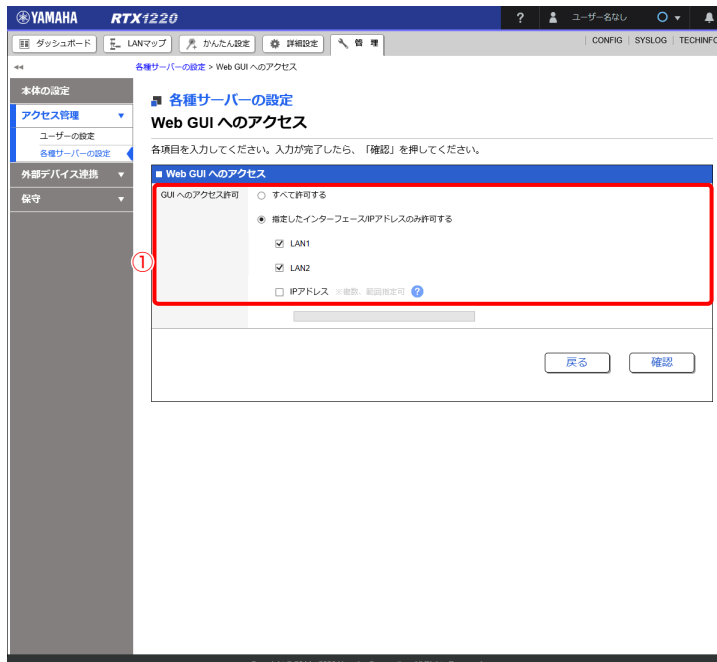 YAMAHA RTX1220 ? ユーザー名なし
ダッシュボード LANマップ かんたん設定 詳細設定 管 理 CONFIG SYSLOG TECHINFO
各種サーバーの設定 > Web GUI へのアクセス
本体の設定
アクセス管理
ユーザーの設定
各種サーバーの設定
外部デバイス連携
保守
各種サーバーの設定
Web GUI へのアクセス
各項目を入力してください。入力が完了したら、「確認」を押してください。
Web GUI へのアクセス
GUI へのアクセス許可 すべて許可する
指定したインターフェース/IPアドレスのみ許可する
① LAN1
LAN2
IPアドレス ※複数、範囲指定可 ?
戻る 確認